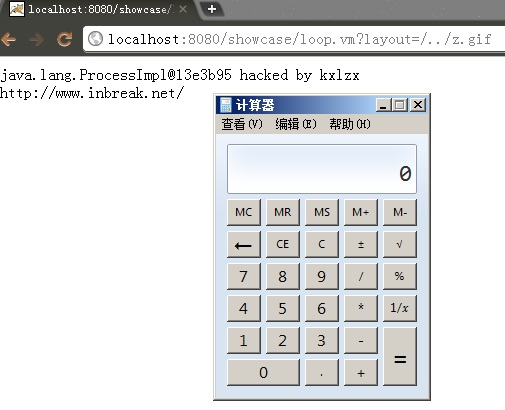 localhost:8080/showcase/
localhost:8080/showcase/loop.vm?layout=/../z.gif
java.lang.ProcessImpl@13e3b95 hacked by kxlzx
http://www.inbreak.net/
计算器
查看(V) 编辑(E) 帮助(H)
0
MC MR MS M+ M-
← CE C ± √
7 8 9 / %
4 5 6 * 1/x
1 2 3 - =
0 . +